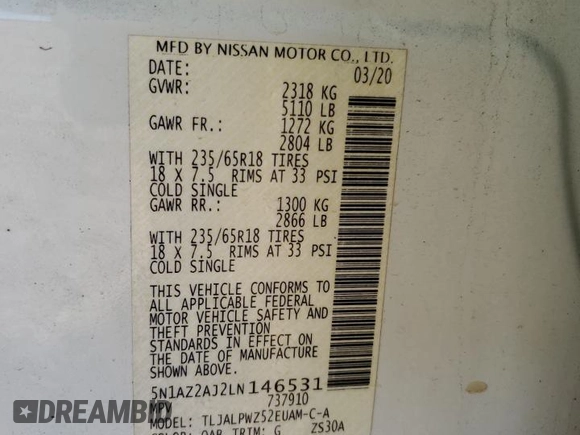 MFD BY NISSAN MOTOR CO., LTD.
DATE: 03/20
GVWR: 2318 KG
5110 LB
GAWR FR.: 1272 KG
2804 LB
WITH 235/65R18 TIRES
18 X 7.5 RIMS AT 33 PSI
COLD SINGLE
GAWR RR.: 1300 KG
2866 LB
WITH 235/65R18 TIRES
18 X 7.5 RIMS AT 33 PSI
COLD SINGLE
THIS VEHICLE CONFORMS TO
ALL APPLICABLE FEDERAL
MOTOR VEHICLE SAFETY AND
THEFT PREVENTION
STANDARDS IN EFFECT ON
THE DATE OF MANUFACTURE
SHOWN ABOVE.
5N1AZ2AJ2LN146531
MPV 737910
MODEL: TLJALPWZ52EUAM-C-A
COLOR: QAB TRIM: G ZS30A
DREAMBID